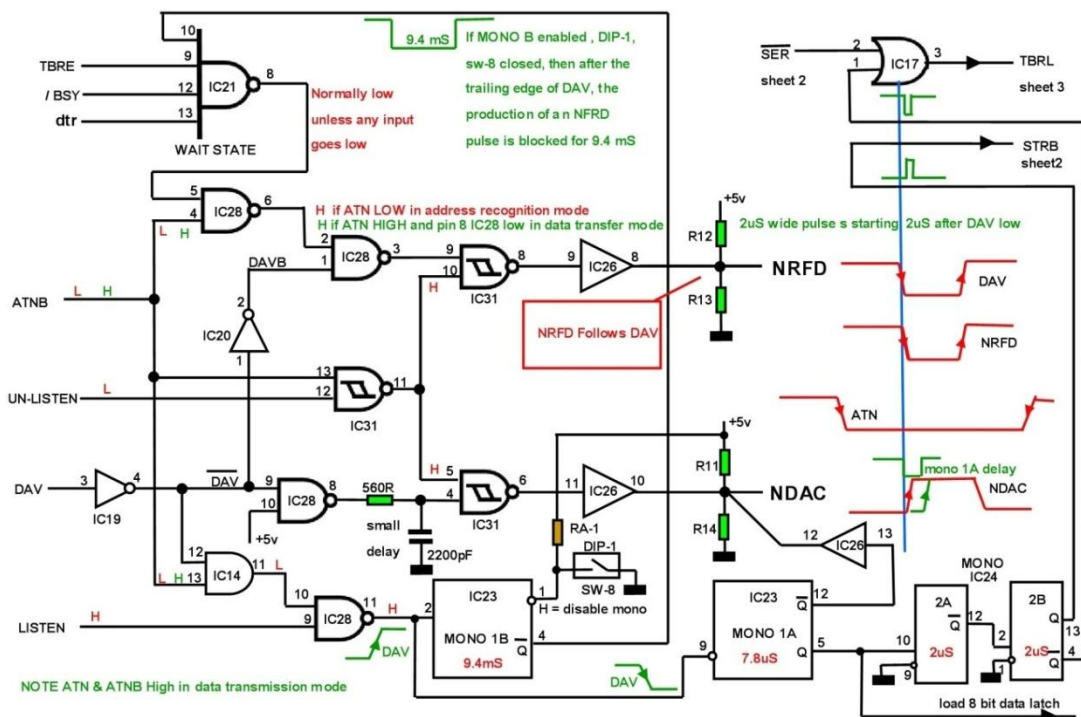 10
TBRE
9
/ BSY
12
dtr
13
IC21
8
WAIT STATE
Normally low
unless any input
goes low
9.4 mS
If MONO B enabled , DIP-1,
sw-8 closed, then after the
trailing edge of DAV, the
production of a n NFRD
pulse is blocked for 9.4 mS
SER
sheet 2
2
1
IC17
3
TBRL
sheet 3
STRB
sheet2
2uS wide pulse s starting 2uS after DAV low
5
4
L H
IC28
6
H if ATN LOW in address recognition mode
H if ATN HIGH and pin 8 IC28 low in data transfer mode
2
1
DAVB
IC28
3
9
10
H
IC31
8
9
IC26
8
+5v
R12
R13
NRFD
NRFD Follows DAV
DAV
NRFD
ATN
mono 1A delay
NDAC
ATNB
L H
2
IC20
1
UN-LISTEN
L
13
12
11
IC31
H
5
4
IC31
6
11
IC26
10
+5v
R11
R14
NDAC
DAV
3
4
IC19
DAV
9
10
+5v
IC28
8
560R
small
delay
2200pF
RA-1
DIP-1
SW-8
H = disable mono
12
13
IC26
12
L H 13
IC14
11
L
LISTEN
H
10
9
IC28
11
H
DAV
2
IC23
1
MONO 1B
9.4mS
Q
4
DAV
9
IC23
Q
12
MONO 1A
7.8uS
Q
5
MONO
IC24
2A
Q
12
10
2uS
9
2B
Q
2
2uS
Q
1
13
4
load 8 bit data latch
NOTE ATN & ATNB High in data transmission mode